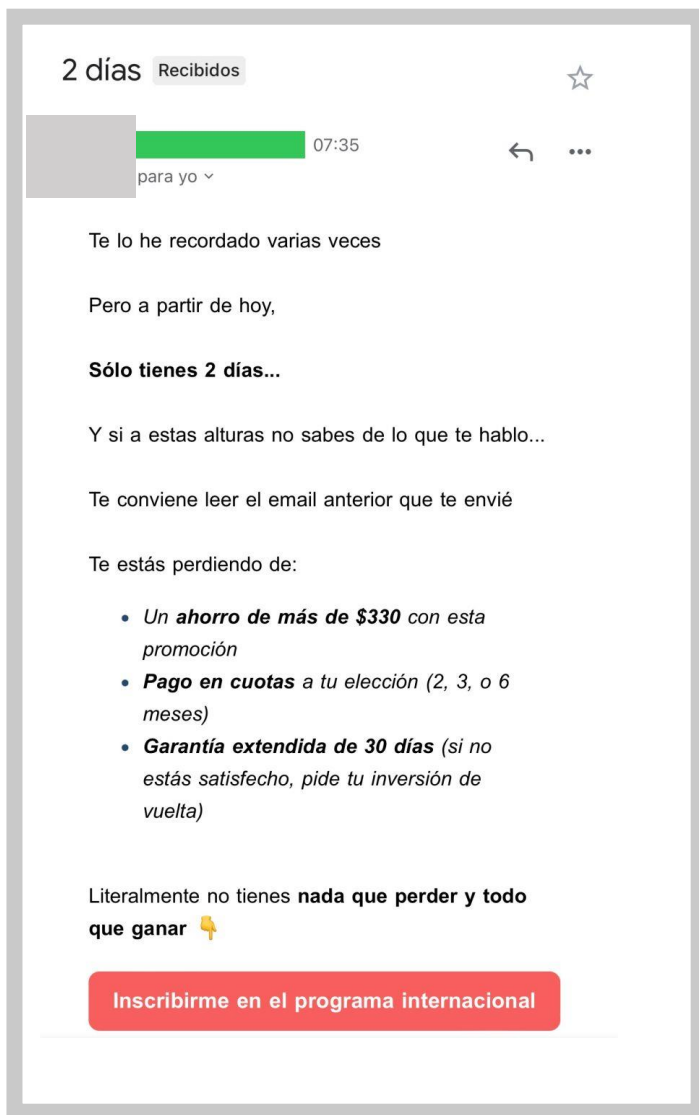 2 días Recibidos
07:35
para yo
Te lo he recordado varias veces
Pero a partir de hoy,
Sólo tienes 2 días...
Y si a estas alturas no sabes de lo que te hablo...
Te conviene leer el email anterior que te envié
Te estás perdiendo de:
• Un ahorro de más de $330 con esta
promoción
• Pago en cuotas a tu elección (2, 3, o 6
meses)
• Garantía extendida de 30 días (si no
estás satisfecho, pide tu inversión de
vuelta)
Literalmente no tienes nada que perder y todo
que ganar 👇
Inscribirme en el programa internacional